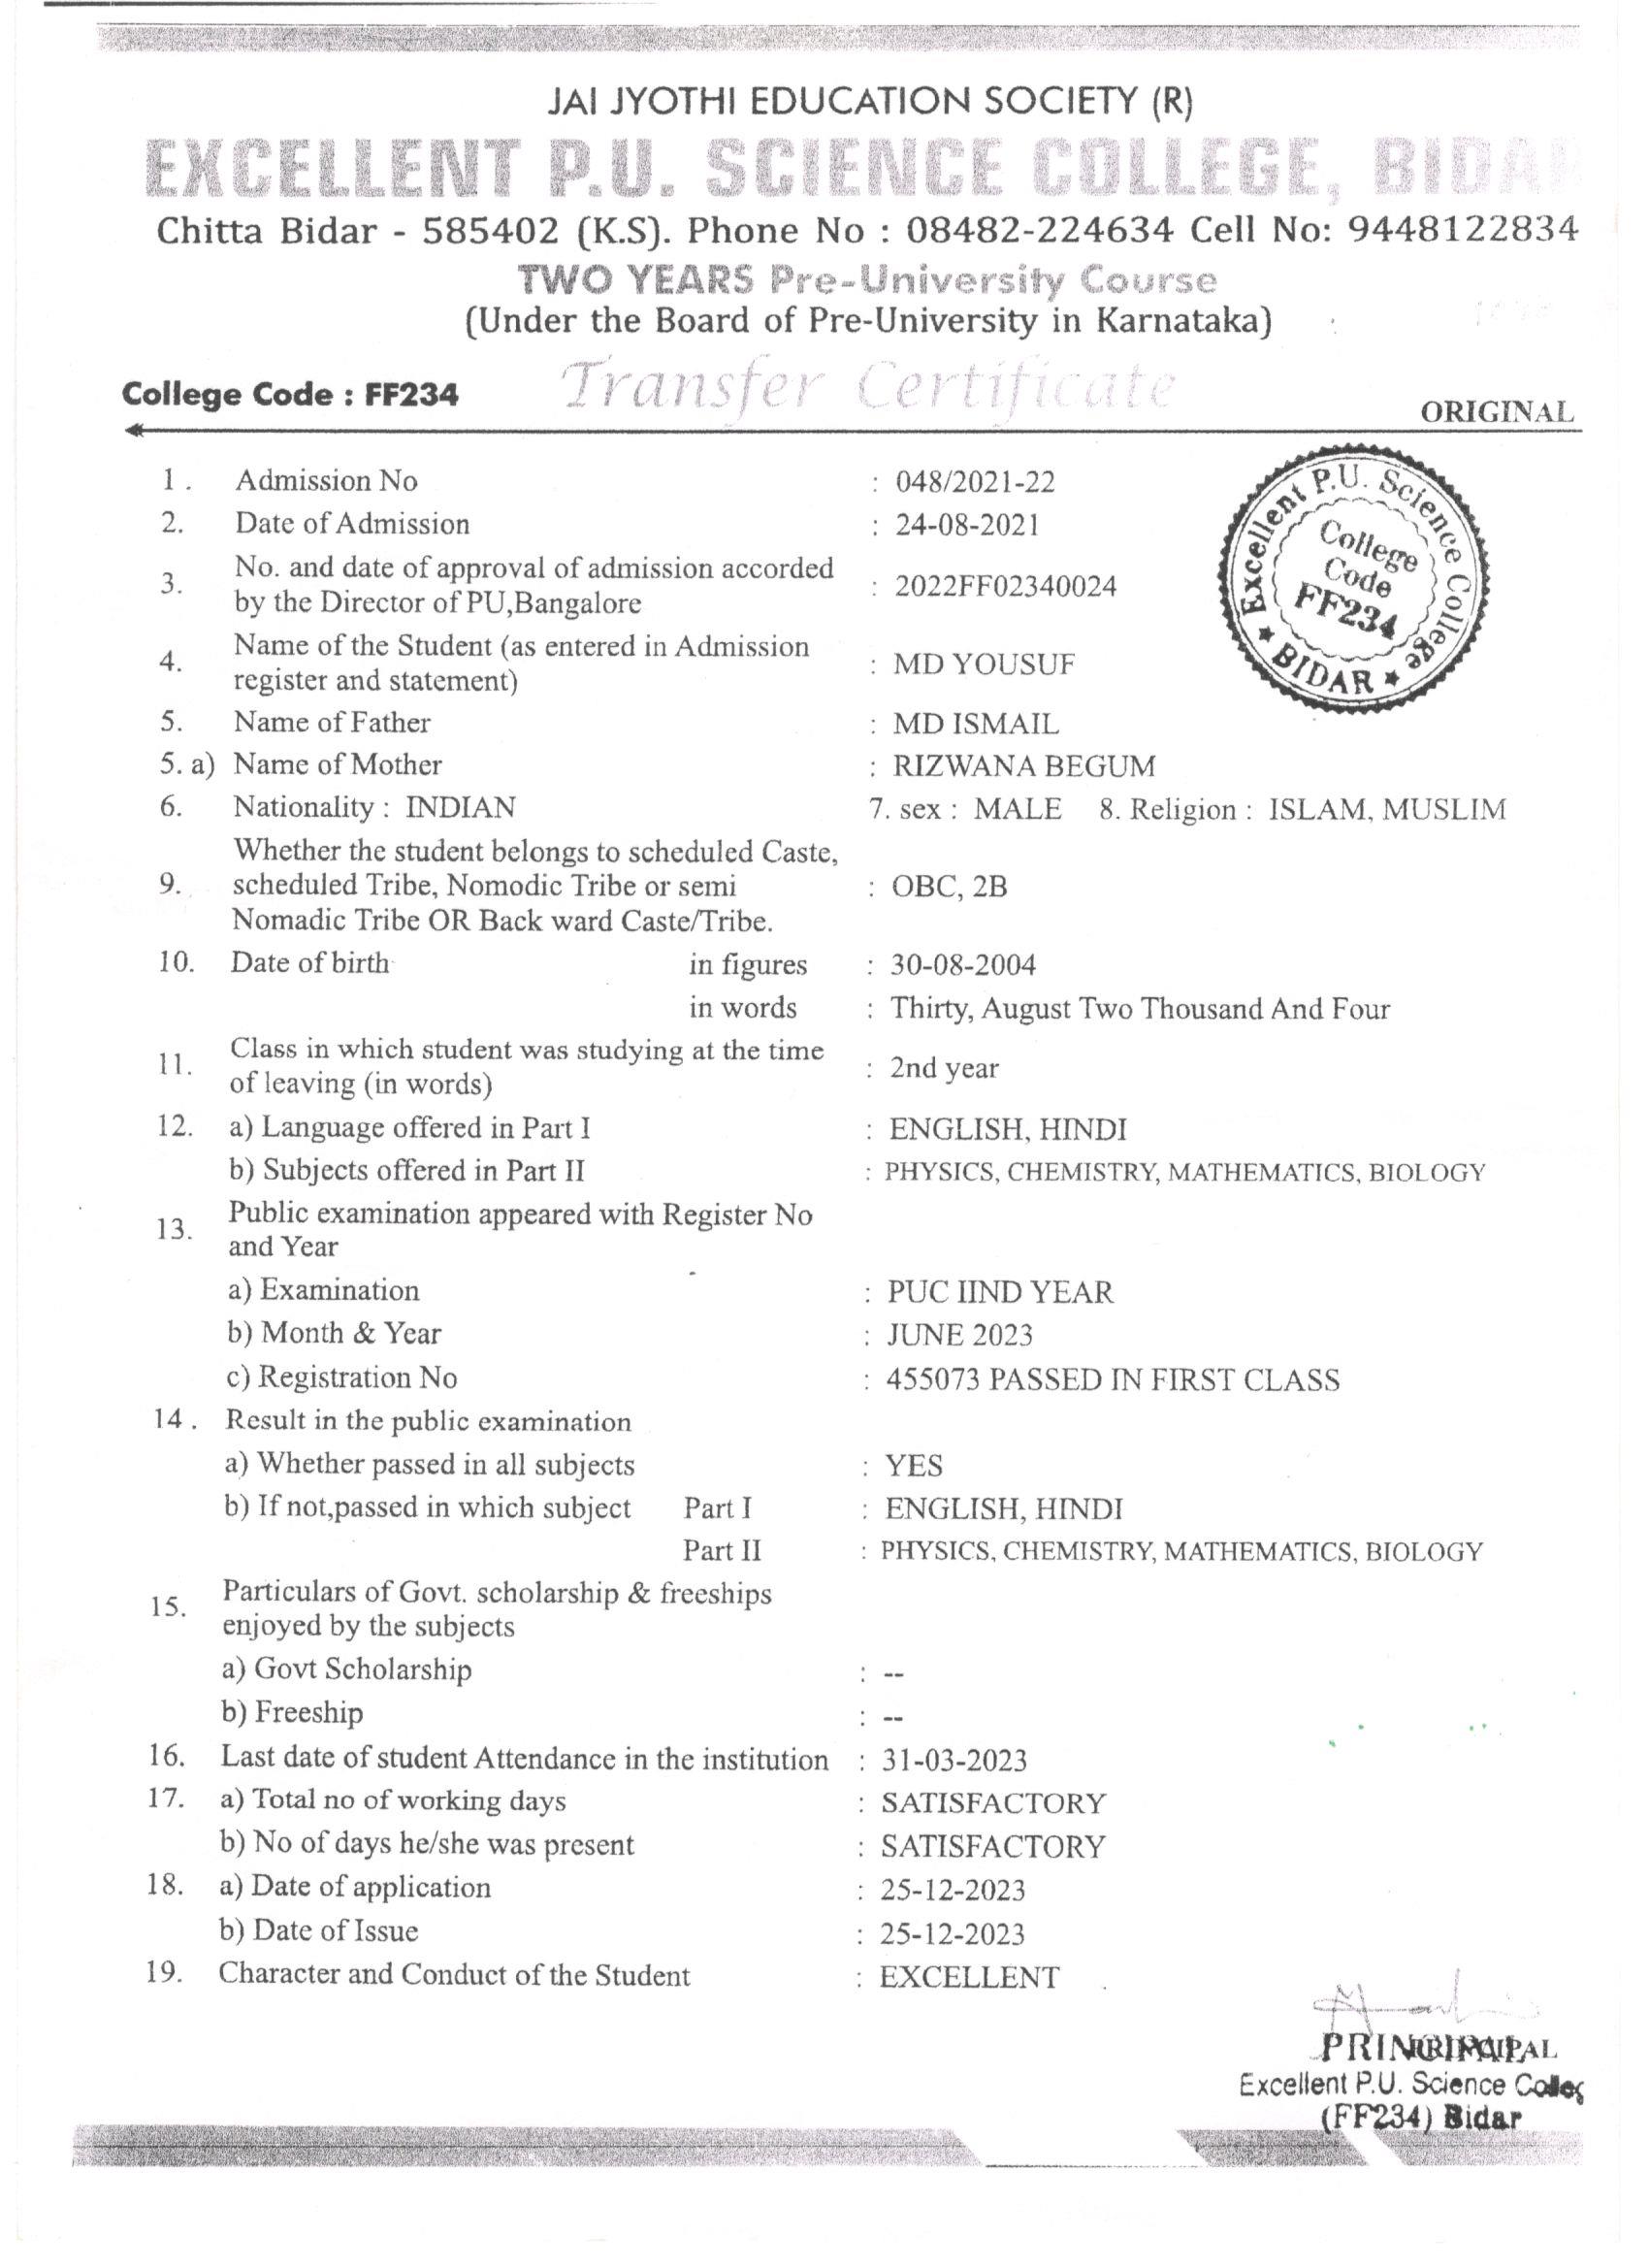 JAI JYOTHI EDUCATION SOCIETY (R)
EXCELLENT P.U. SCIENCE COLLEGE, BIDAR
Chitta Bidar - 585402 (K.S). Phone No : 08482-224634 Cell No: 9448122834
TWO YEARS Pre-University Course
(Under the Board of Pre-University in Karnataka)
College Code : FF234 Transfer Certificate ORIGINAL
Excellent P.U. Science College
★ BIDAR ★
College
Code
FF234
1 . Admission No : 048/2021-22
2. Date of Admission : 24-08-2021
3. No. and date of approval of admission accorded
by the Director of PU,Bangalore : 2022FF02340024
4. Name of the Student (as entered in Admission
register and statement) : MD YOUSUF
5. Name of Father : MD ISMAIL
5. a) Name of Mother : RIZWANA BEGUM
6. Nationality : INDIAN 7. sex : MALE 8. Religion : ISLAM, MUSLIM
Whether the student belongs to scheduled Caste,
9. scheduled Tribe, Nomodic Tribe or semi : OBC, 2B
Nomadic Tribe OR Back ward Caste/Tribe.
10. Date of birth in figures : 30-08-2004
in words : Thirty, August Two Thousand And Four
11. Class in which student was studying at the time
of leaving (in words) : 2nd year
12. a) Language offered in Part I : ENGLISH, HINDI
b) Subjects offered in Part II : PHYSICS, CHEMISTRY, MATHEMATICS, BIOLOGY
13. Public examination appeared with Register No
and Year
a) Examination : PUC IIND YEAR
b) Month & Year : JUNE 2023
c) Registration No : 455073 PASSED IN FIRST CLASS
14 . Result in the public examination
a) Whether passed in all subjects : YES
b) If not,passed in which subject Part I : ENGLISH, HINDI
Part II : PHYSICS, CHEMISTRY, MATHEMATICS, BIOLOGY
15. Particulars of Govt. scholarship & freeships
enjoyed by the subjects
a) Govt Scholarship : --
b) Freeship : --
16. Last date of student Attendance in the institution : 31-03-2023
17. a) Total no of working days : SATISFACTORY
b) No of days he/she was present : SATISFACTORY
18. a) Date of application : 25-12-2023
b) Date of Issue : 25-12-2023
19. Character and Conduct of the Student : EXCELLENT
PRINCIPAL PRINCIPAL
Excellent P.U. Science Colleg
(FF234) Bidar